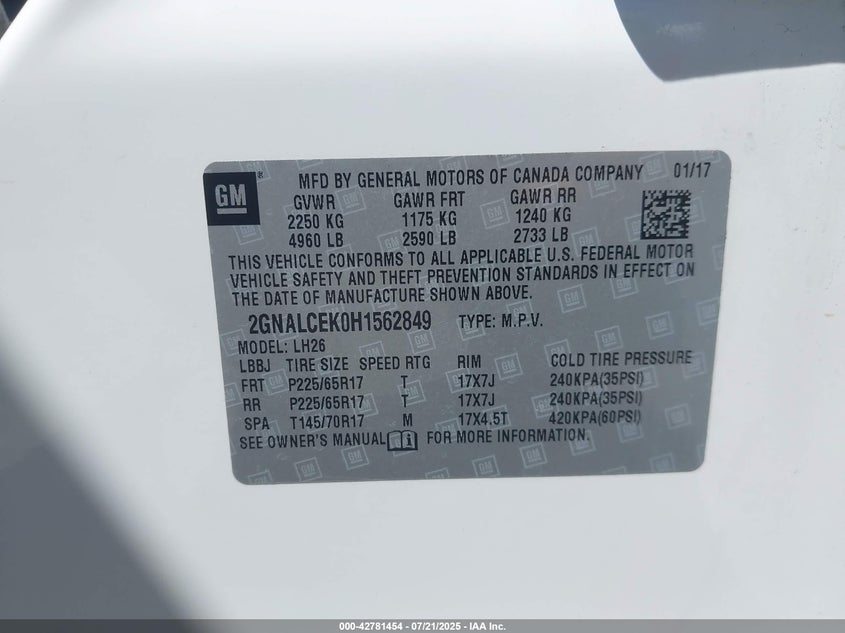 GM ® MFD BY GENERAL MOTORS OF CANADA COMPANY 01/17
GVWR GAWR FRT GAWR RR
2250 KG 1175 KG 1240 KG
4960 LB 2590 LB 2733 LB
THIS VEHICLE CONFORMS TO ALL APPLICABLE U.S. FEDERAL MOTOR
VEHICLE SAFETY AND THEFT PREVENTION STANDARDS IN EFFECT ON
THE DATE OF MANUFACTURE SHOWN ABOVE.
2GNALCEK0H1562849 TYPE: M.P.V.
MODEL: LH26
LBBJ TIRE SIZE SPEED RTG RIM COLD TIRE PRESSURE
FRT P225/65R17 T 17X7J 240KPA(35PSI)
RR P225/65R17 T 17X7J 240KPA(35PSI)
SPA T145/70R17 M 17X4.5T 420KPA(60PSI)
SEE OWNER'S MANUAL FOR MORE INFORMATION.
000-42781454 - 07/21/2025 - IAA Inc.